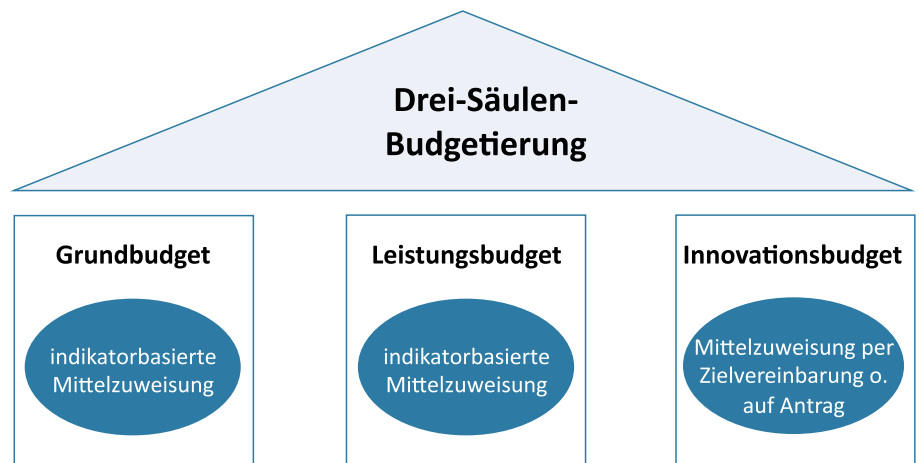 Drei-Säulen-
Budgetierung
Grundbudget
indikatorbasierte
Mittelzuweisung
Leistungsbudget
indikatorbasierte
Mittelzuweisung
Innovationsbudget
Mittelzuweisung per
Zielvereinbarung o.
auf Antrag